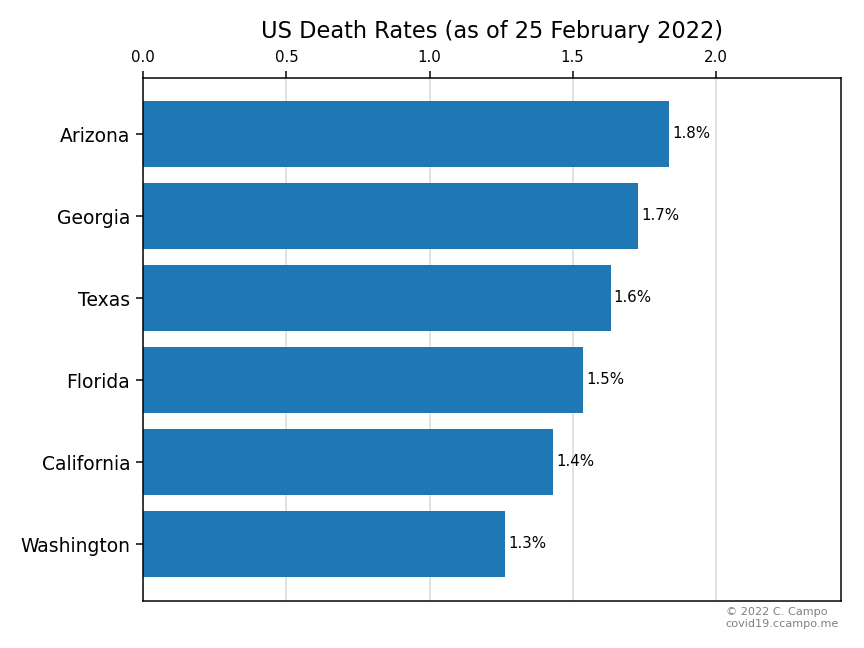 US Death Rates (as of 25 February 2022)
0.0 0.5 1.0 1.5 2.0
Arizona 1.8%
Georgia 1.7%
Texas 1.6%
Florida 1.5%
California 1.4%
Washington 1.3%
© 2022 C. Campo
covid19.ccampo.me